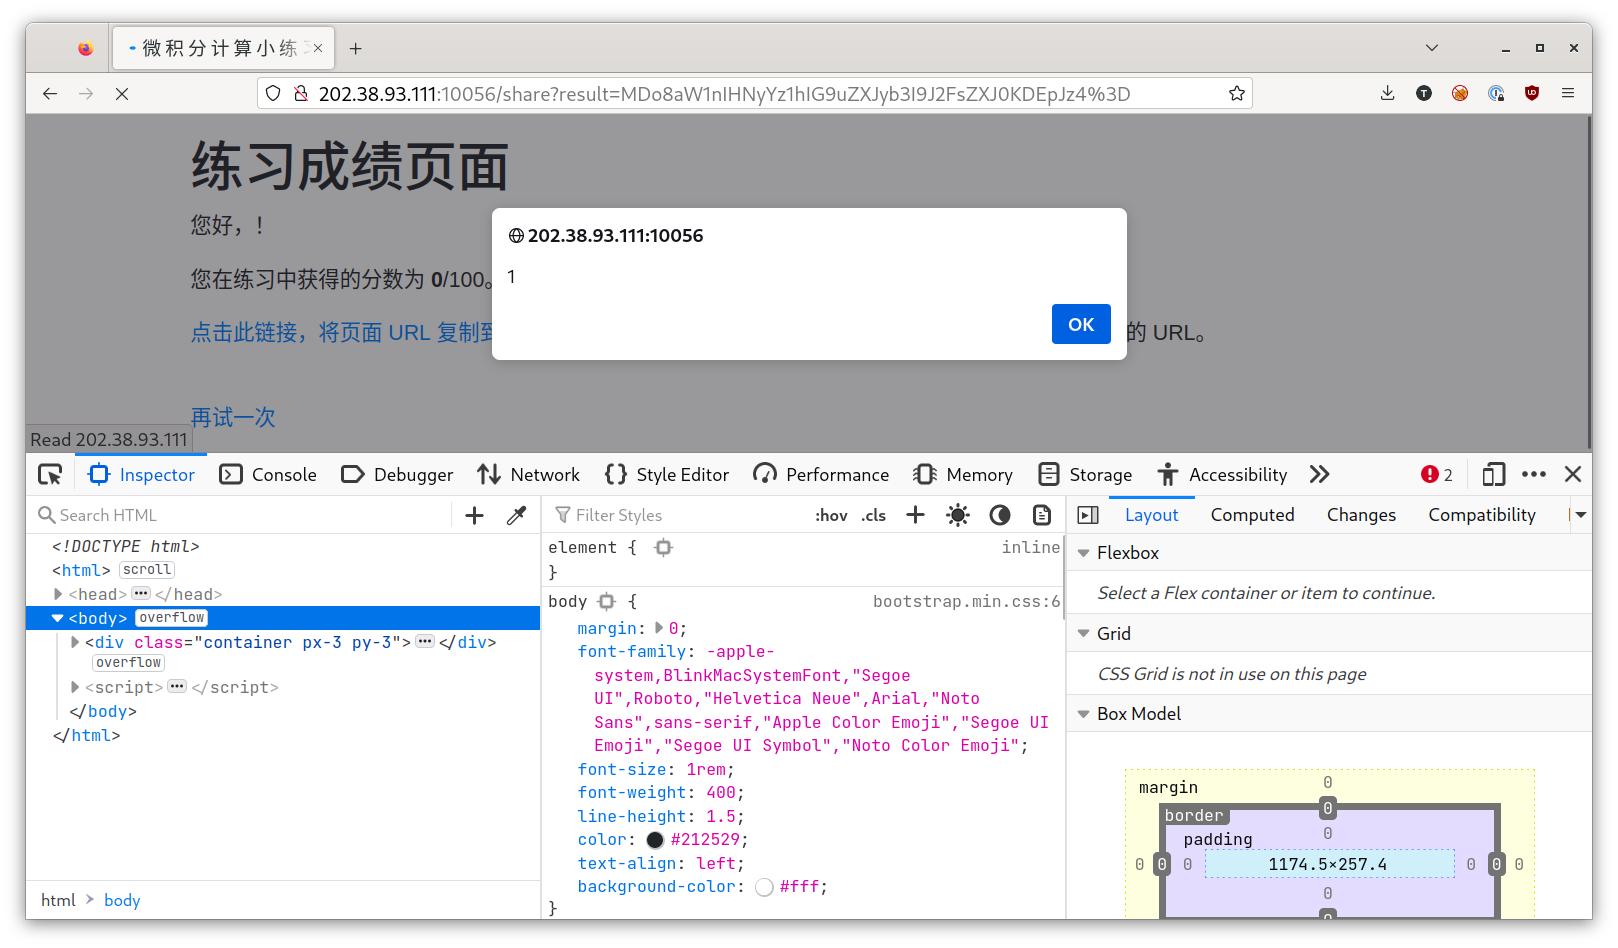 微积分计算小练
202.38.93.111:10056/share?result=MDo8aW1nIHNyYz1hIG9uZXJyb3I9J2FsZXJ0KDEpJz4%3D
练习成绩页面
您好，！
您在练习中获得的分数为 0/100。
点击此链接，将页面 URL 复制到
的 URL。
再试一次
202.38.93.111:10056
1
OK
Read 202.38.93.111
Inspector Console Debugger Network Style Editor Performance Memory Storage Accessibility 2
Search HTML
<!DOCTYPE html>
<html> scroll
<head> ••• </head>
<body> overflow
<div class="container px-3 py-3"> ••• </div>
overflow
<script> ••• </script>
</body>
</html>
html > body
Filter Styles :hov .cls
element { inline
}
body { bootstrap.min.css:6
margin: 0;
font-family: -apple-
system,BlinkMacSystemFont,"Segoe
UI",Roboto,"Helvetica Neue",Arial,"Noto
Sans",sans-serif,"Apple Color Emoji","Segoe UI
Emoji","Segoe UI Symbol","Noto Color Emoji";
font-size: 1rem;
font-weight: 400;
line-height: 1.5;
color: #212529;
text-align: left;
background-color: #fff;
}
Layout Computed Changes Compatibility
Flexbox
Select a Flex container or item to continue.
Grid
CSS Grid is not in use on this page
Box Model
margin 0
border 0
padding 0
0 0 0 1174.5×257.4 0 0 0
0
0